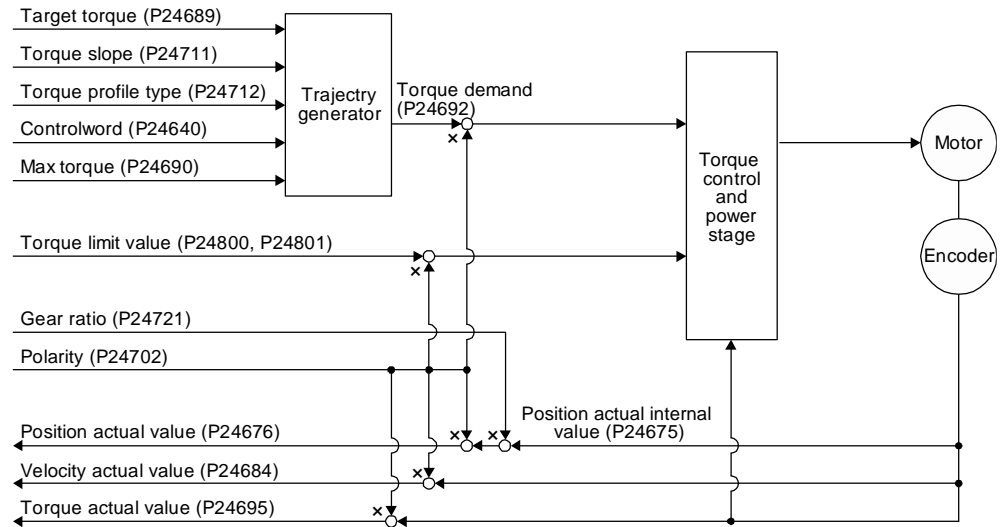 Target torque (P24689)
Torque slope (P24711)
Torque profile type (P24712)
Controlword (P24640)
Max torque (P24690)
Trajectry
generator
Torque demand
(P24692)
×
Torque
control
and
power
stage
Motor
Encoder
Torque limit value (P24800, P24801)
×
Gear ratio (P24721)
Polarity (P24702)
Position actual internal
value (P24675)
Position actual value (P24676)
×
×
Velocity actual value (P24684)
×
Torque actual value (P24695)
×